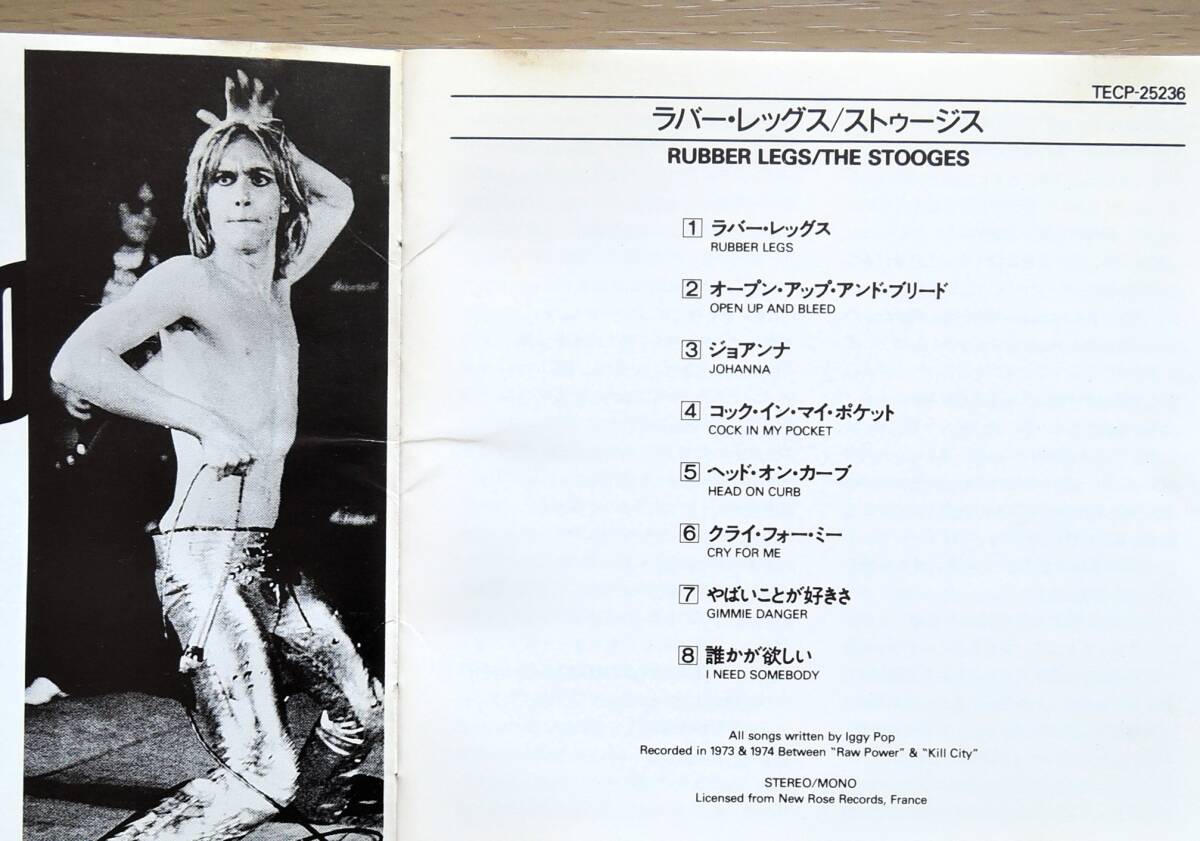 TECP-25236
ラバー・レッグス/ストゥージス
RUBBER LEGS/THE STOOGES
1 ラバー・レッグス
RUBBER LEGS
2 オープン・アップ・アンド・ブリード
OPEN UP AND BLEED
3 ジョアンナ
JOHANNA
4 コック・イン・マイ・ポケット
COCK IN MY POCKET
5 ヘッド・オン・カーブ
HEAD ON CURB
6 クライ・フォー・ミー
CRY FOR ME
7 やばいことが好きさ
GIMMIE DANGER
8 誰かが欲しい
I NEED SOMEBODY
All songs written by Iggy Pop
Recorded in 1973 & 1974 Between "Raw Power" & "Kill City"
STEREO/MONO
Licensed from New Rose Records, France